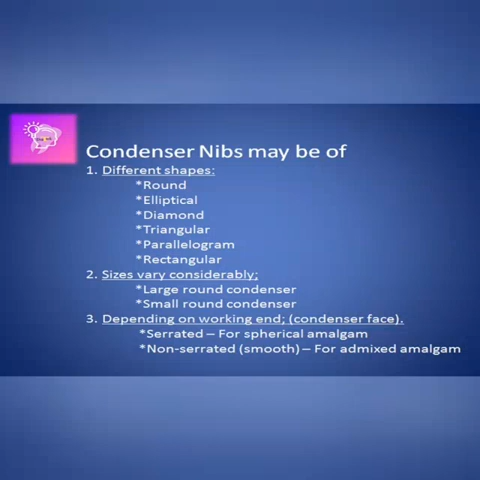 Condenser Nibs may be of
1. Different shapes:
*Round
*Elliptical
*Diamond
*Triangular
*Parallelogram
*Rectangular
2. Sizes vary considerably;
*Large round condenser
*Small round condenser
3. Depending on working end; (condenser face).
*Serrated – For spherical amalgam
*Non-serrated (smooth) – For admixed amalgam